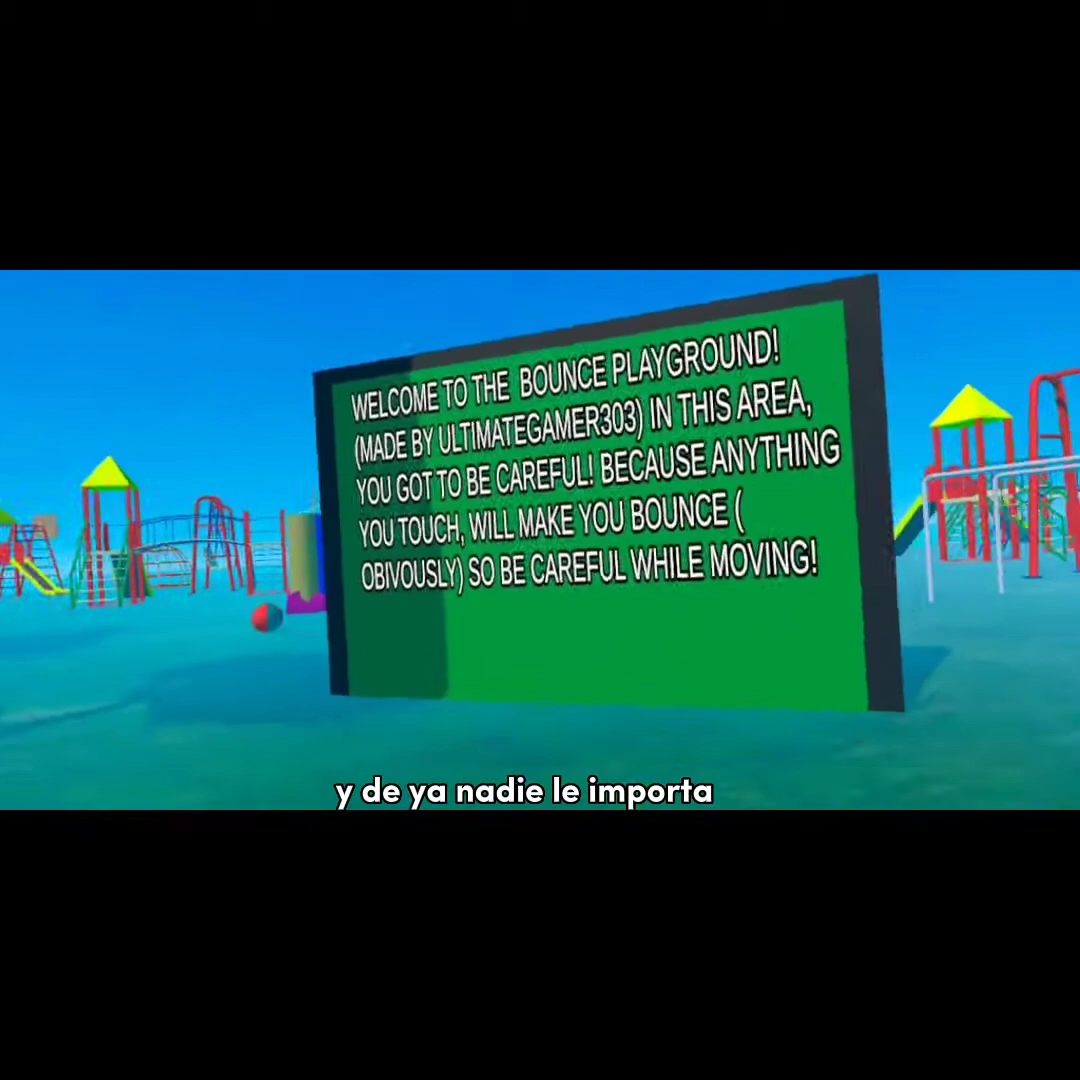 WELCOME TO THE BOUNCE PLAYGROUND!
(MADE BY ULTIMATEGAMER303) IN THIS AREA,
YOU GOT TO BE CAREFUL! BECAUSE ANYTHING
YOU TOUCH, WILL MAKE YOU BOUNCE (
OBIVOUSLY) SO BE CAREFUL WHILE MOVING!
y de ya nadie le importa